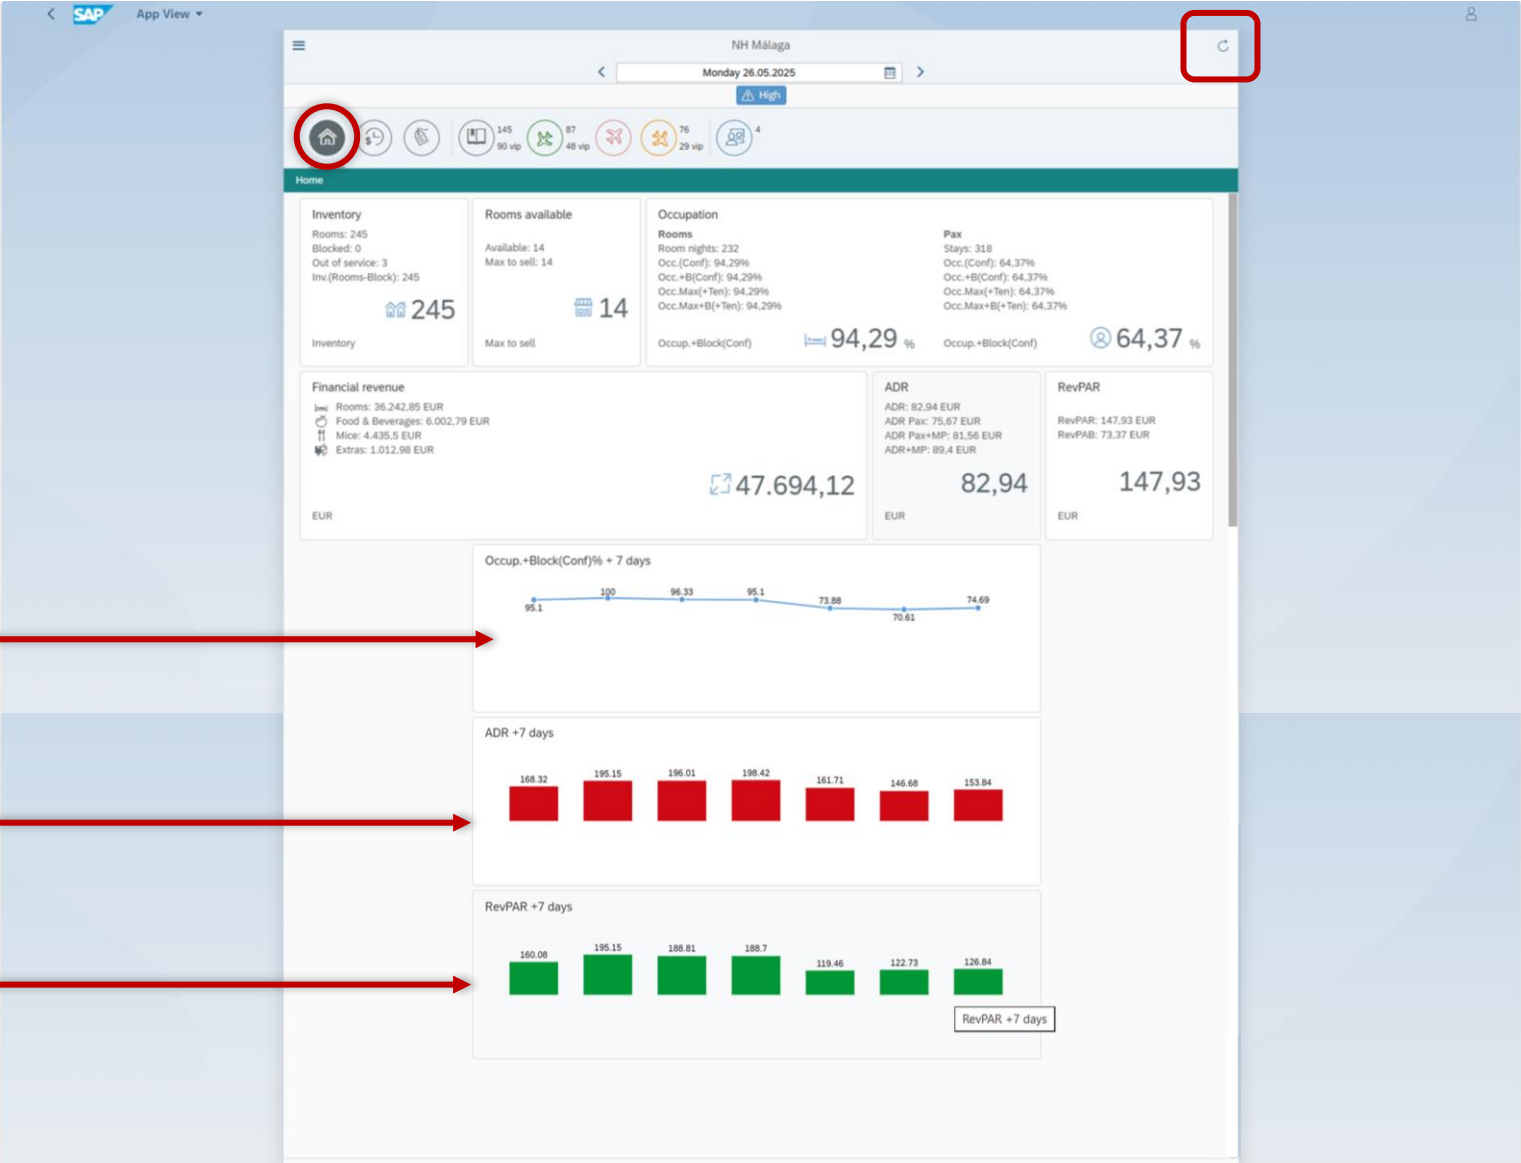 SAP App View
NH Málaga
Monday 26.05.2025
High
145
90 vip
87
48 vip
76
29 vip
4
Home
Inventory
Rooms: 245
Blocked: 0
Out of service: 3
Inv.(Rooms-Block): 245
245
Inventory
Rooms available
Available: 14
Max to sell: 14
14
Max to sell
Occupation
Rooms
Room nights: 232
Occ.(Conf): 94,29%
Occ.+B(Conf): 94,29%
Occ.Max(+Ten): 94,29%
Occ.Max+B(+Ten): 94,29%
Occup.+Block(Conf)
94,29 %
Pax
Stays: 318
Occ.(Conf): 64,37%
Occ.+B(Conf): 64,37%
Occ.Max(+Ten): 64,37%
Occ.Max+B(+Ten): 64,37%
Occup.+Block(Conf)
64,37 %
Financial revenue
Rooms: 36.242,85 EUR
Food & Beverages: 6.002,79 EUR
Mice: 4.435,5 EUR
Extras: 1.012,98 EUR
47.694,12
EUR
ADR
ADR: 82,94 EUR
ADR Pax: 75,67 EUR
ADR Pax+MP: 81,56 EUR
ADR+MP: 89,4 EUR
82,94
EUR
RevPAR
RevPAR: 147,93 EUR
RevPAB: 73,37 EUR
147,93
EUR
Occup.+Block(Conf)% + 7 days
95.1 100 96.33 95.1 73.88 70.61 74.69
ADR +7 days
168.32 195.15 196.01 198.42 161.71 146.68 153.84
RevPAR +7 days
160.08 195.15 188.81 188.7 119.46 122.73 126.84
RevPAR +7 days